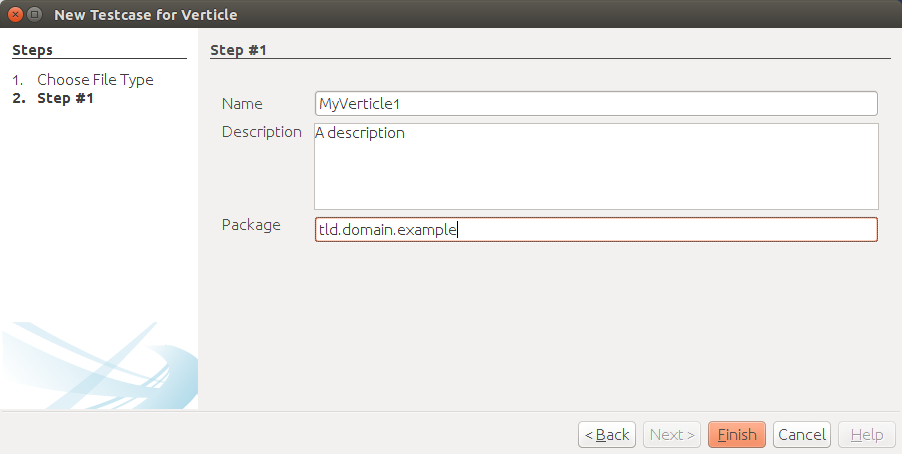 New Testcase for Verticle
Steps
1. Choose File Type
2. Step #1
Step #1
Name MyVerticle1
Description A description
Package tld.domain.example
< Back Next > Finish Cancel Help